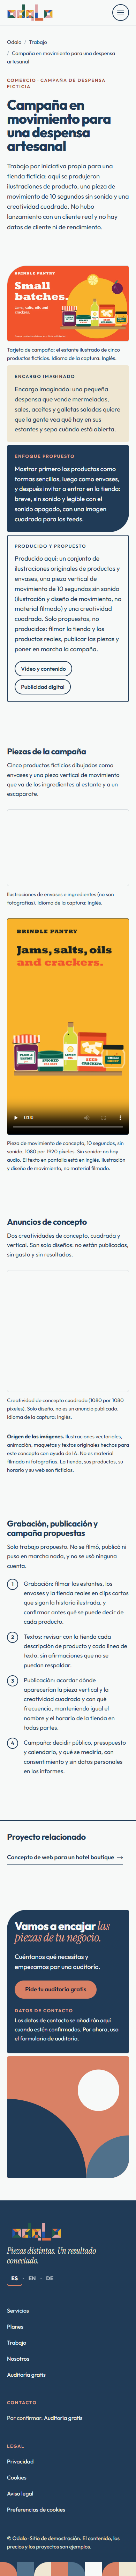 odalo
Odalo / Trabajo
/ Campaña en movimiento para una despensa
artesanal
COMERCIO · CAMPAÑA DE DESPENSA
FICTICIA
Campaña en
movimiento para
una despensa
artesanal
Trabajo por iniciativa propia para una
tienda ficticia: aquí se produjeron
ilustraciones de producto, una pieza de
movimiento de 10 segundos sin sonido y una
creatividad cuadrada. No hubo
lanzamiento con un cliente real y no hay
datos de cliente ni de rendimiento.
BRINDLE PANTRY
Small
batches.
Jams, salts, oils and
crackers.
Tarjeta de campaña: el estante ilustrado de cinco
productos ficticios. Idioma de la captura: Inglés.
ENCARGO IMAGINADO
Encargo imaginado: una pequeña
despensa que vende mermeladas,
sales, aceites y galletas saladas quiere
que la gente vea qué hay en sus
estantes y sepa cuándo está abierta.
ENFOQUE PROPUESTO
Mostrar primero los productos como
formas sencillas, luego como envases,
y después invitar a entrar en la tienda:
breve, sin sonido y legible con el
sonido apagado, con una imagen
cuadrada para los feeds.
PRODUCIDO Y PROPUESTO
Producido aquí: un conjunto de
ilustraciones originales de productos y
envases, una pieza vertical de
movimiento de 10 segundos sin sonido
(ilustración y diseño de movimiento, no
material filmado) y una creatividad
cuadrada. Solo propuestos, no
producidos: filmar la tienda y los
productos reales, publicar las piezas y
poner en marcha la campaña.
Vídeo y contenido
Publicidad digital
Piezas de la campaña
Cinco productos ficticios dibujados como
envases y una pieza vertical de movimiento
que va de los ingredientes al estante y a un
escaparate.
Ilustraciones de envases e ingredientes (no son
fotografías). Idioma de la captura: Inglés.
BRINDLE PANTRY
Jams, salts, oils
and crackers.
0:00
Pieza de movimiento de concepto, 10 segundos, sin
sonido, 1080 por 1920 píxeles. Sin sonido: no hay
audio. El texto en pantalla está en inglés. Ilustración
y diseño de movimiento, no material filmado.
Anuncios de concepto
Dos creatividades de concepto, cuadrada y
vertical. Son solo diseños: no están publicadas,
sin gasto y sin resultados.
Creatividad de concepto cuadrada (1080 por 1080
píxeles). Solo diseño, no es un anuncio publicado.
Idioma de la captura: Inglés.
Origen de las imágenes. Ilustraciones vectoriales,
animación, maquetas y textos originales hechos para
este concepto con ayuda de IA. No es material
filmado ni fotografías. La tienda, sus productos, su
horario y su web son ficticios.
Grabación, publicación y
campaña propuestas
Solo trabajo propuesto. No se filmó, publicó ni
puso en marcha nada, y no se usó ninguna
cuenta.
1 Grabación: filmar los estantes, los
envases y la tienda reales en clips cortos
que sigan la historia ilustrada, y
confirmar antes qué se puede decir de
cada producto.
2 Textos: revisar con la tienda cada
descripción de producto y cada línea de
texto, sin afirmaciones que no se
puedan respaldar.
3 Publicación: acordar dónde
aparecerían la pieza vertical y la
creatividad cuadrada y con qué
frecuencia, manteniendo igual el
nombre y el horario de la tienda en
todas partes.
4 Campaña: decidir público, presupuesto
y calendario, y qué se mediría, con
consentimiento para cualquier dato
personal en los informes.
Proyecto relacionado
Concepto de web para un hotel boutique →
Vamos a encajar las
piezas de tu negocio.
Cuéntanos qué necesitas y
empezamos por una auditoría.
Pide tu auditoría gratis
DATOS DE CONTACTO
Los datos de contacto se añadirán aquí
cuando estén confirmados. Por ahora, usa
el formulario de auditoría.
odalo
Piezas distintas. Un resultado
conectado.
ES · EN · DE
Servicios
Planes
Trabajo
Nosotros
Auditoría gratis
CONTACTO
Por confirmar. Auditoría gratis
LEGAL
Privacidad
Cookies
Aviso legal
Preferencias de cookies
© Odalo · Sitio de demostración. El contenido, los
precios y los proyectos son ejemplos.